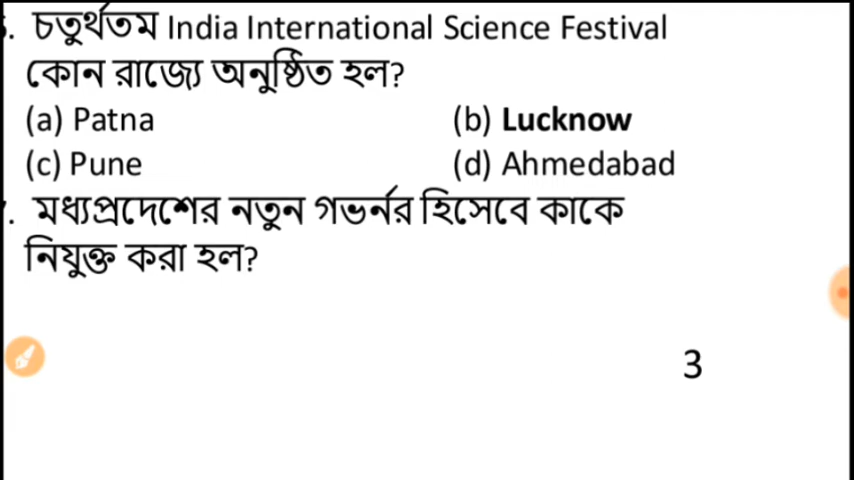 . চতুর্থতম India International Science Festival
কোন রাজ্যে অনুষ্ঠিত হল?
(a) Patna (b) Lucknow
(c) Pune (d) Ahmedabad
. মধ্যপ্রদেশের নতুন গভর্নর হিসেবে কাকে
নিযুক্ত করা হল?
3